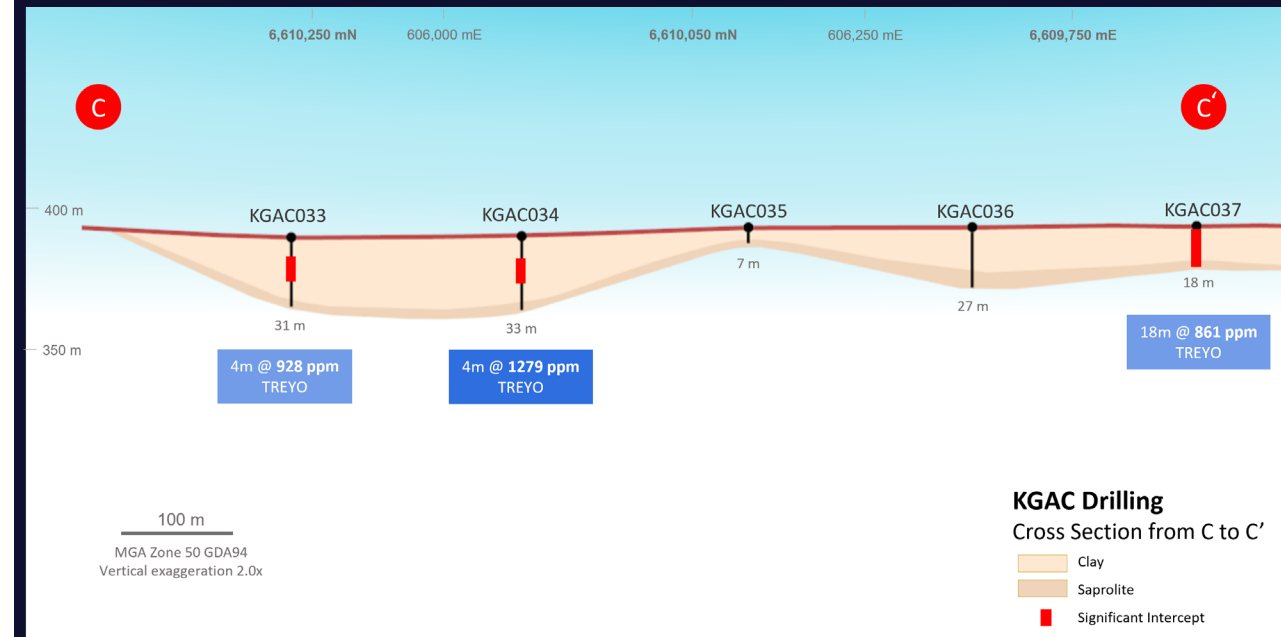 6,610,250 mN
606,000 mE
6,610,050 mN
606,250 mE
6,609,750 mE
C
C‘
400 m
KGAC033
KGAC034
KGAC035
KGAC036
KGAC037
7 m
18 m
27 m
31 m
33 m
350 m
4m @ 928 ppm
TREYO
4m @ 1279 ppm
TREYO
18m @ 861 ppm
TREYO
100 m
MGA Zone 50 GDA94
Vertical exaggeration 2.0x
KGAC Drilling
Cross Section from C to C’
Clay
Saprolite
Significant Intercept